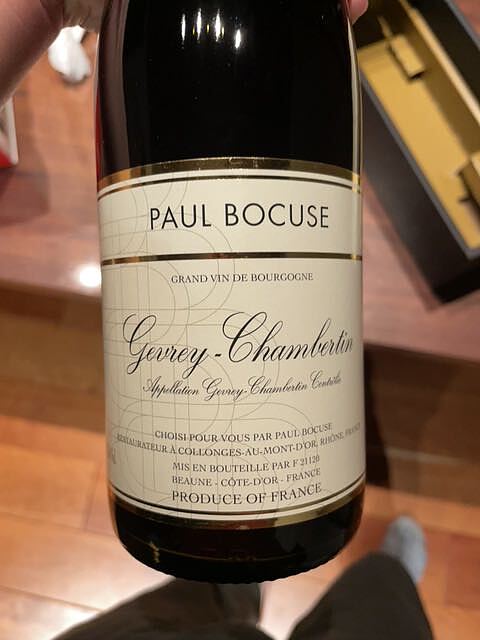 PAUL BOCUSE
GRAND VIN DE BOURGOGNE
Gevrey-Chambertin
Appellation Gevrey-Chambertin Contrôlée
CHOISI POUR VOUS PAR PAUL BOCUSE
RESTAURATEUR À COLLONGES-AU-MONT-D'OR, RHÔNE, FRANCE
MIS EN BOUTEILLE PAR F 21120
BEAUNE - CÔTE-D'OR - FRANCE
PRODUCE OF FRANCE